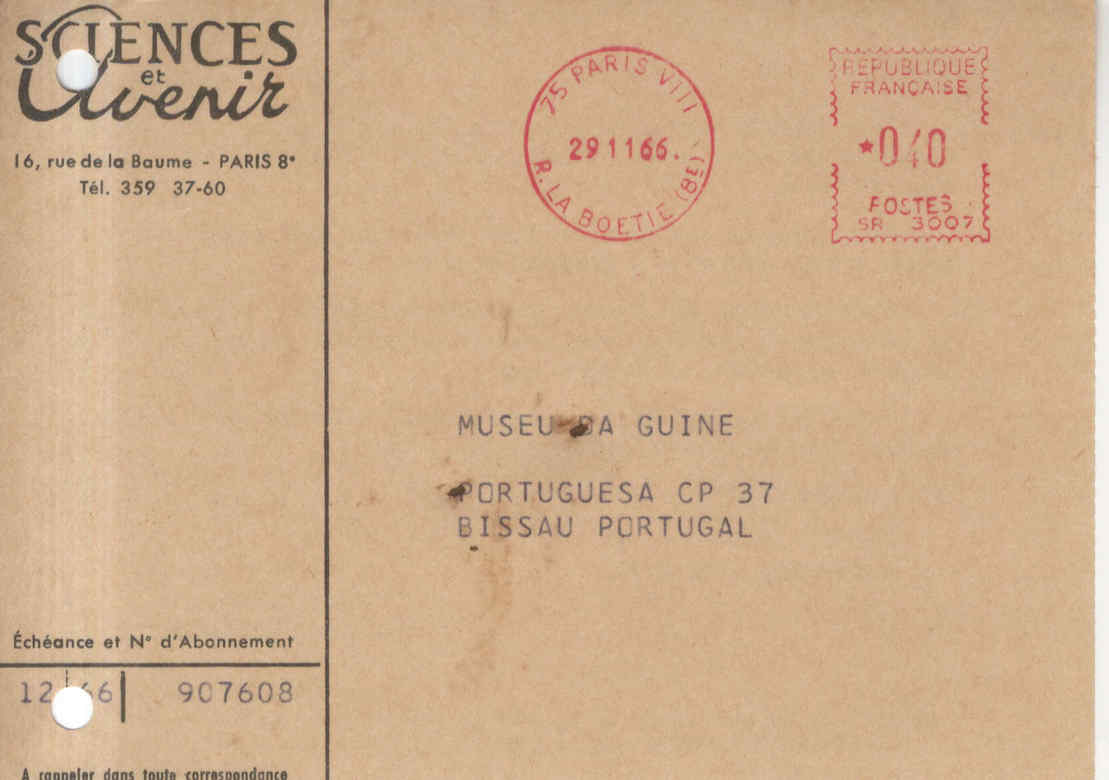 SCIENCES
et
Avenir
16, rue de la Baume - PARIS 8e
Tél. 359 37-60
75 PARIS VIII
29 11 66.
R. LA BOETIE (8E)
REPUBLIQUE
FRANÇAISE
*040
POSTES
SR 3007
MUSEU DA GUINE
PORTUGUESA CP 37
BISSAU PORTUGAL
Échéance et N° d'Abonnement
12 66 907608
A rappeler dans toute correspondance